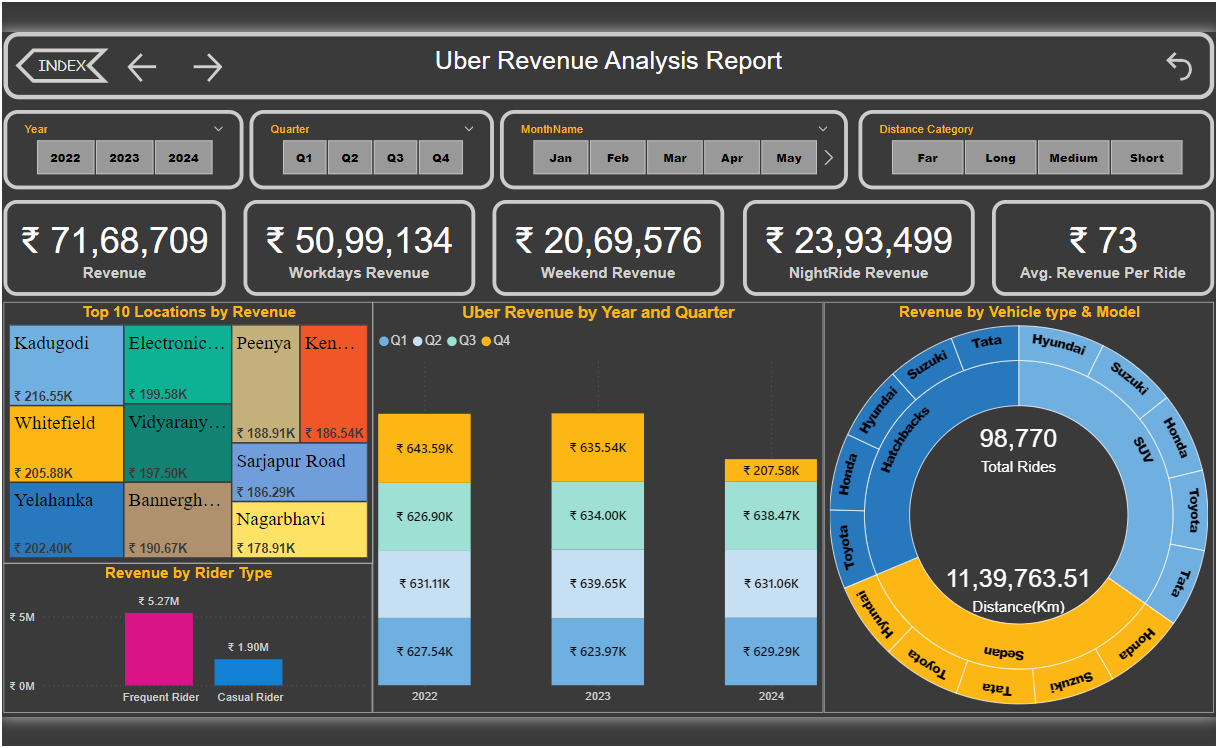 INDEX
Uber Revenue Analysis Report
Year
2022 2023 2024
Quarter
Q1 Q2 Q3 Q4
MonthName
Jan Feb Mar Apr May
Distance Category
Far Long Medium Short
₹ 71,68,709
Revenue
₹ 50,99,134
Workdays Revenue
₹ 20,69,576
Weekend Revenue
₹ 23,93,499
NightRide Revenue
₹ 73
Avg. Revenue Per Ride
Top 10 Locations by Revenue
Kadugodi
₹ 216.55K
Whitefield
₹ 205.88K
Yelahanka
₹ 202.40K
Electronic...
₹ 199.58K
Vidyarany...
₹ 197.50K
Bannergh...
₹ 190.67K
Peenya
₹ 188.91K
Ken...
₹ 186.54K
Sarjapur Road
₹ 186.29K
Nagarbhavi
₹ 178.91K
Revenue by Rider Type
₹ 5M
₹ 0M
₹ 5.27M
₹ 1.90M
Frequent Rider
Casual Rider
Uber Revenue by Year and Quarter
Q1 Q2 Q3 Q4
₹ 643.59K
₹ 626.90K
₹ 631.11K
₹ 627.54K
2022
₹ 635.54K
₹ 634.00K
₹ 639.65K
₹ 623.97K
2023
₹ 207.58K
₹ 638.47K
₹ 631.06K
₹ 629.29K
2024
Revenue by Vehicle type & Model
Hyundai
Suzuki
Honda
Toyota
Tata
SUV
Honda
Suzuki
Tata
Toyota
Hyundai
Sedan
Toyota
Honda
Hyundai
Suzuki
Tata
Hatchbacks
98,770
Total Rides
11,39,763.51
Distance(Km)